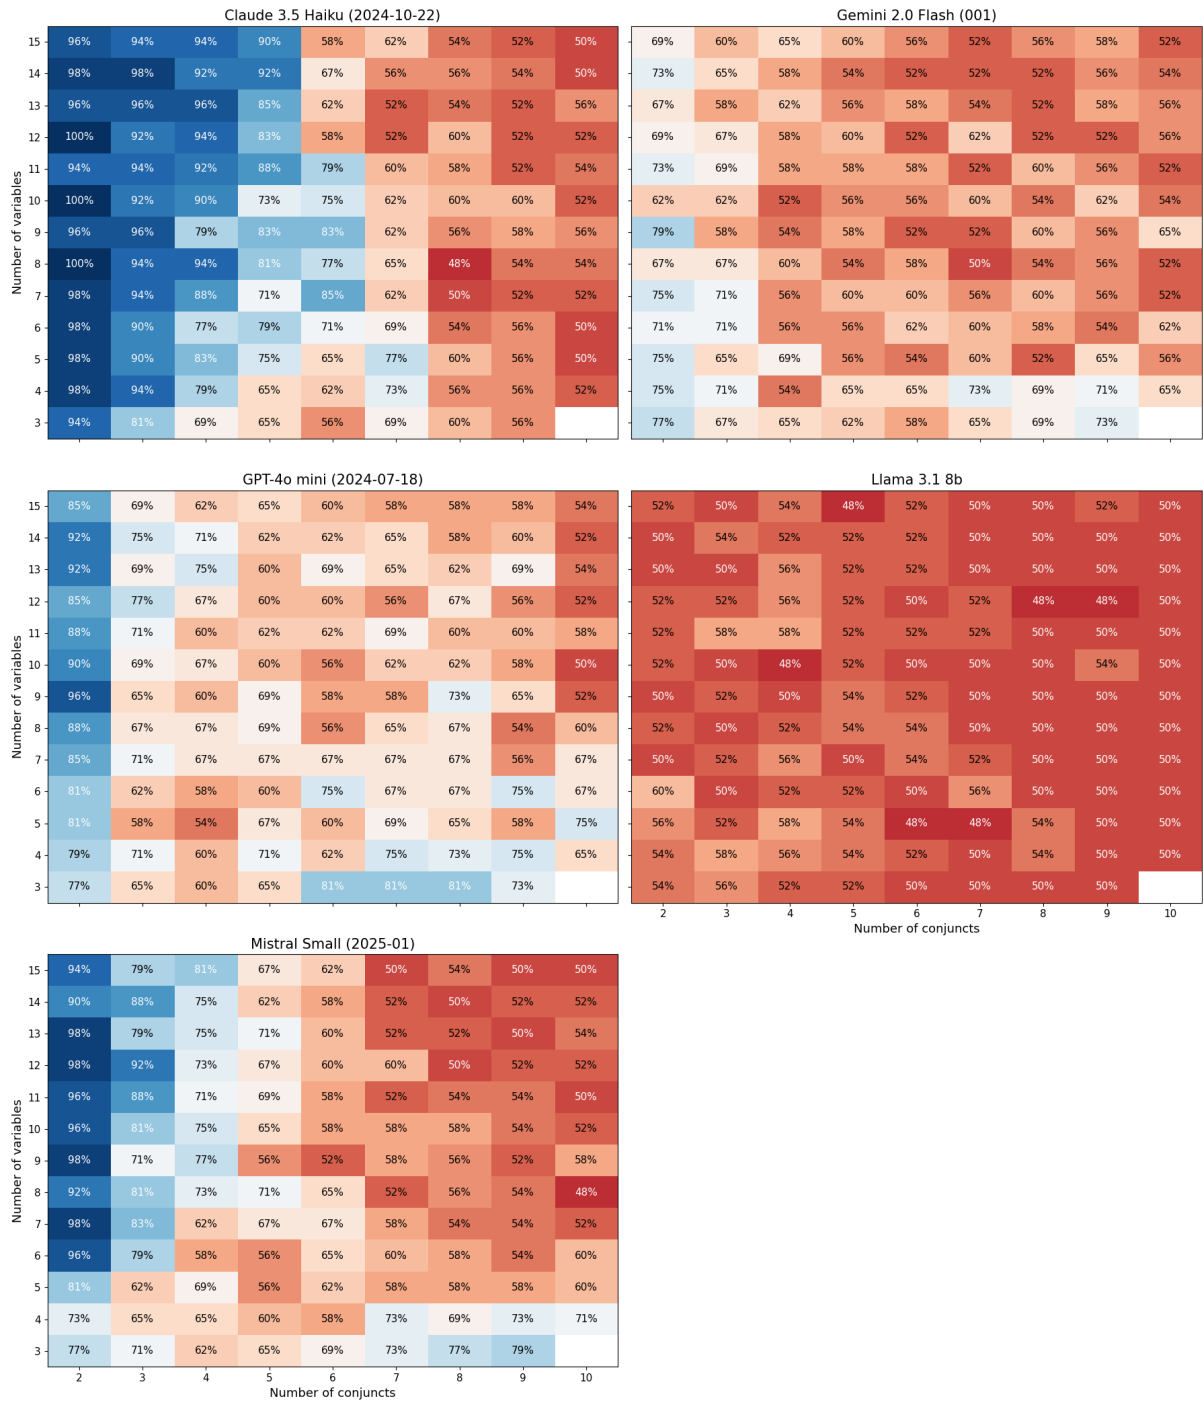 Claude 3.5 Haiku (2024-10-22)
Number of variables
15 96% 94% 94% 90% 58% 62% 54% 52% 50%
14 98% 98% 92% 92% 67% 56% 56% 54% 50%
13 96% 96% 96% 85% 62% 52% 54% 52% 56%
12 100% 92% 94% 83% 58% 52% 60% 52% 52%
11 94% 94% 92% 88% 79% 60% 58% 52% 54%
10 100% 92% 90% 73% 75% 62% 60% 60% 52%
9 96% 96% 79% 83% 83% 62% 56% 58% 56%
8 100% 94% 94% 81% 77% 65% 48% 54% 54%
7 98% 94% 88% 71% 85% 62% 50% 52% 52%
6 98% 90% 77% 79% 71% 69% 54% 56% 50%
5 98% 90% 83% 75% 65% 77% 60% 56% 50%
4 98% 94% 79% 65% 62% 73% 56% 56% 52%
3 94% 81% 69% 65% 56% 69% 60% 56%
Gemini 2.0 Flash (001)
69% 60% 65% 60% 56% 52% 56% 58% 52%
73% 65% 58% 54% 52% 52% 52% 56% 54%
67% 58% 62% 56% 58% 54% 52% 58% 56%
69% 67% 58% 60% 52% 62% 52% 52% 56%
73% 69% 58% 58% 58% 52% 60% 56% 52%
62% 62% 52% 56% 56% 60% 54% 62% 54%
79% 58% 54% 58% 52% 52% 60% 56% 65%
67% 67% 60% 54% 58% 50% 54% 56% 52%
75% 71% 56% 60% 60% 56% 58% 56% 52%
71% 71% 56% 56% 62% 60% 58% 54% 62%
75% 65% 69% 56% 54% 60% 52% 65% 56%
75% 71% 54% 65% 65% 73% 69% 71% 65%
77% 67% 65% 62% 58% 65% 69% 73%
GPT-4o mini (2024-07-18)
Number of variables
15 85% 69% 62% 65% 60% 58% 58% 58% 54%
14 92% 75% 71% 62% 62% 65% 58% 60% 52%
13 92% 69% 75% 60% 69% 65% 62% 69% 54%
12 85% 77% 67% 60% 60% 56% 67% 56% 52%
11 88% 71% 60% 62% 62% 69% 60% 60% 58%
10 90% 69% 67% 60% 56% 62% 62% 58% 50%
9 96% 65% 60% 69% 58% 58% 73% 65% 52%
8 88% 67% 67% 69% 56% 65% 67% 54% 60%
7 85% 71% 67% 67% 67% 67% 67% 56% 67%
6 81% 62% 58% 60% 75% 67% 67% 75% 67%
5 81% 58% 54% 67% 60% 69% 65% 58% 75%
4 79% 71% 60% 71% 62% 75% 73% 75% 65%
3 77% 65% 60% 65% 81% 81% 81% 73%
Llama 3.1 8b
52% 50% 54% 48% 52% 50% 50% 52% 50%
50% 54% 52% 52% 52% 50% 50% 50% 50%
50% 50% 56% 52% 52% 50% 50% 50% 50%
52% 52% 56% 52% 50% 52% 48% 48% 50%
52% 58% 58% 52% 52% 52% 50% 50% 50%
52% 50% 48% 52% 50% 50% 50% 54% 50%
50% 52% 50% 54% 52% 50% 50% 50% 50%
52% 50% 52% 54% 54% 50% 50% 50% 50%
50% 52% 56% 50% 54% 52% 50% 50% 50%
60% 50% 52% 52% 50% 56% 50% 50% 50%
56% 52% 58% 54% 48% 48% 54% 50% 50%
54% 58% 56% 54% 52% 50% 54% 50% 50%
54% 56% 52% 52% 50% 50% 50% 50%
2 3 4 5 6 7 8 9 10
Number of conjuncts
Mistral Small (2025-01)
Number of variables
15 94% 79% 81% 67% 62% 50% 54% 50% 50%
14 90% 88% 75% 62% 58% 52% 50% 52% 52%
13 98% 79% 75% 71% 60% 52% 52% 50% 54%
12 98% 92% 73% 67% 60% 60% 50% 52% 52%
11 96% 88% 71% 69% 58% 52% 54% 54% 50%
10 96% 81% 75% 65% 58% 58% 58% 54% 52%
9 98% 71% 77% 56% 52% 58% 56% 52% 58%
8 92% 81% 73% 71% 65% 52% 56% 54% 48%
7 98% 83% 62% 67% 67% 58% 54% 54% 52%
6 96% 79% 58% 56% 65% 60% 58% 54% 60%
5 81% 62% 69% 56% 62% 58% 58% 58% 60%
4 73% 65% 65% 60% 58% 73% 69% 73% 71%
3 77% 71% 62% 65% 69% 73% 77% 79%
2 3 4 5 6 7 8 9 10
Number of conjuncts